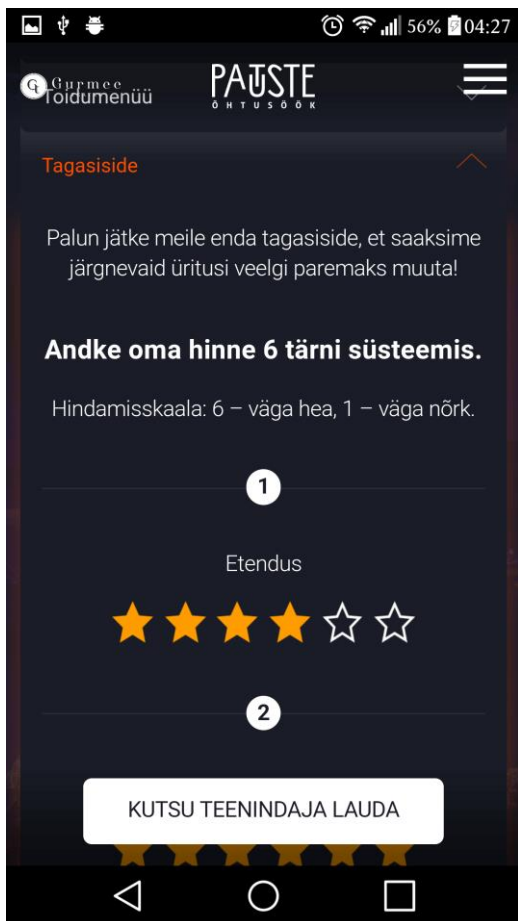 56% 04:27
G Gurmee
Toidumenüü
PATUSTE
ÕHTUSÖÖK
Tagasiside
Palun jätke meile enda tagasiside, et saaksime
järgnevaid üritusi veelgi paremaks muuta!
Andke oma hinne 6 tärni süsteemis.
Hindamisskaala: 6 – väga hea, 1 – väga nõrk.
1
Etendus
2
KUTSU TEENINDAJA LAUDA